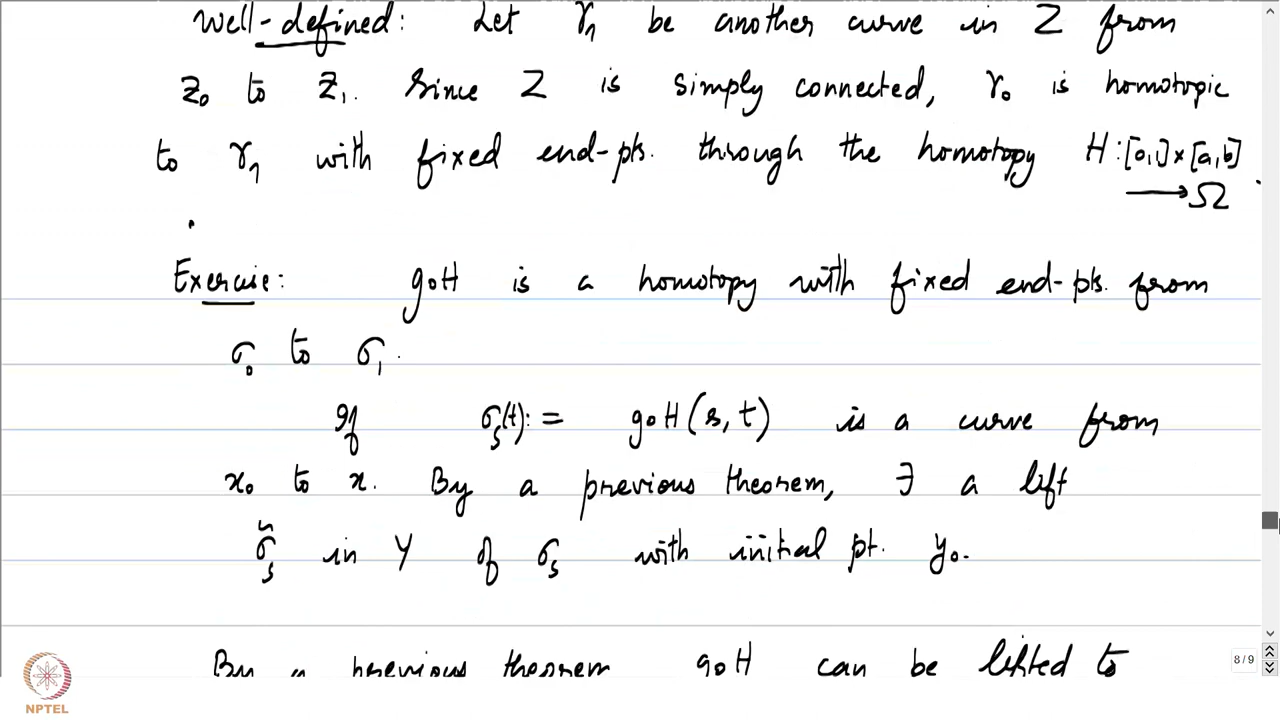 Well-defined: Let γ₁ be another curve in Z from
z₀ to z₁. Since Z is simply connected, γ₀ is homotopic
to γ₁ with fixed end-pts. through the homotopy H:[0,1]×[a,b]
⟶Ω
Exercise: goH is a homotopy with fixed end-pts. from
σ₀ to σ₁.
If σₛ(t):= goH(s,t) is a curve from
x₀ to x. By a previous theorem, ∃ a lift
σ̃ₛ in Y of σₛ with initial pt. y₀.
By a previous theorem goH can be lifted to
8/9
NPTEL